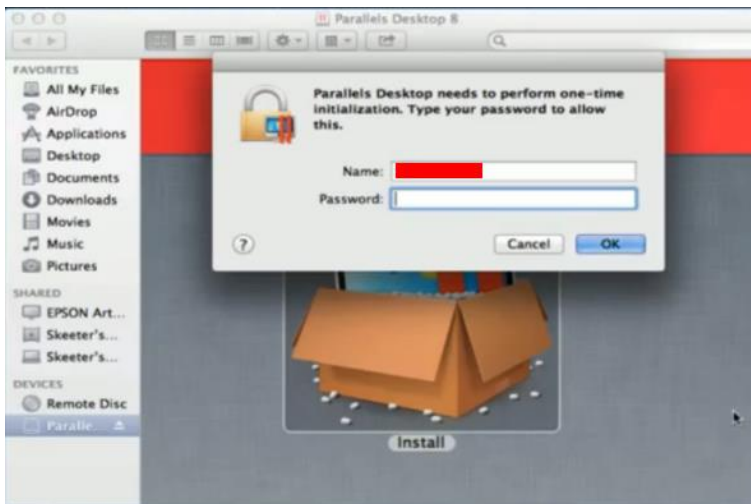 Parallels Desktop 8
FAVORITES
All My Files
AirDrop
Applications
Desktop
Documents
Downloads
Movies
Music
Pictures
SHARED
EPSON Art...
Skeeter's...
Skeeter's...
DEVICES
Remote Disc
Paralle
Parallels Desktop needs to perform one-time
initialization. Type your password to allow
this.
Name:
Password:
?
Cancel
OK
Install